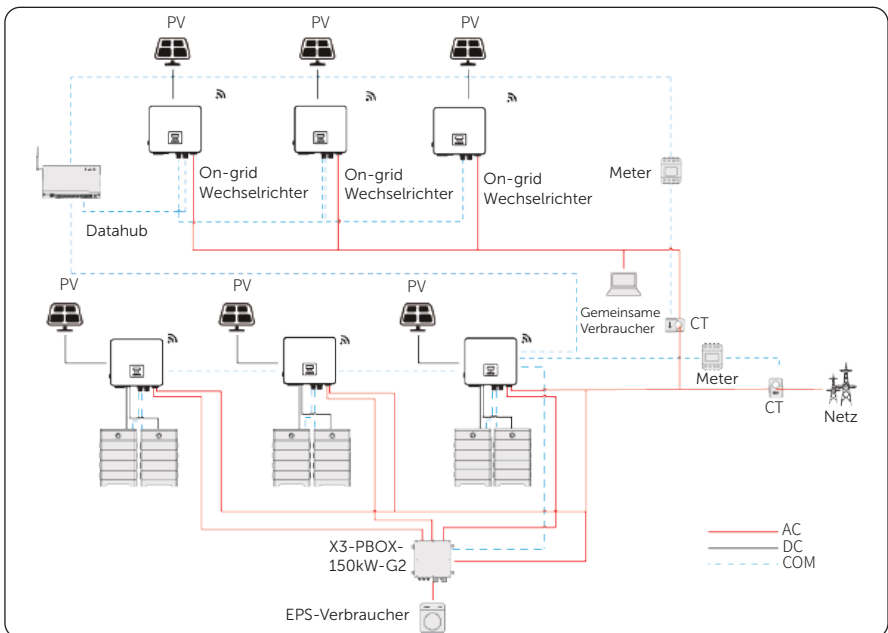 PV
PV
PV
On-grid
Wechselrichter
On-grid
Wechselrichter
On-grid
Wechselrichter
Meter
Datahub
PV
PV
PV
Gemeinsame
Verbraucher
CT
Meter
CT
Netz
X3-PBOX-
150kW-G2
EPS-Verbraucher
AC
DC
COM